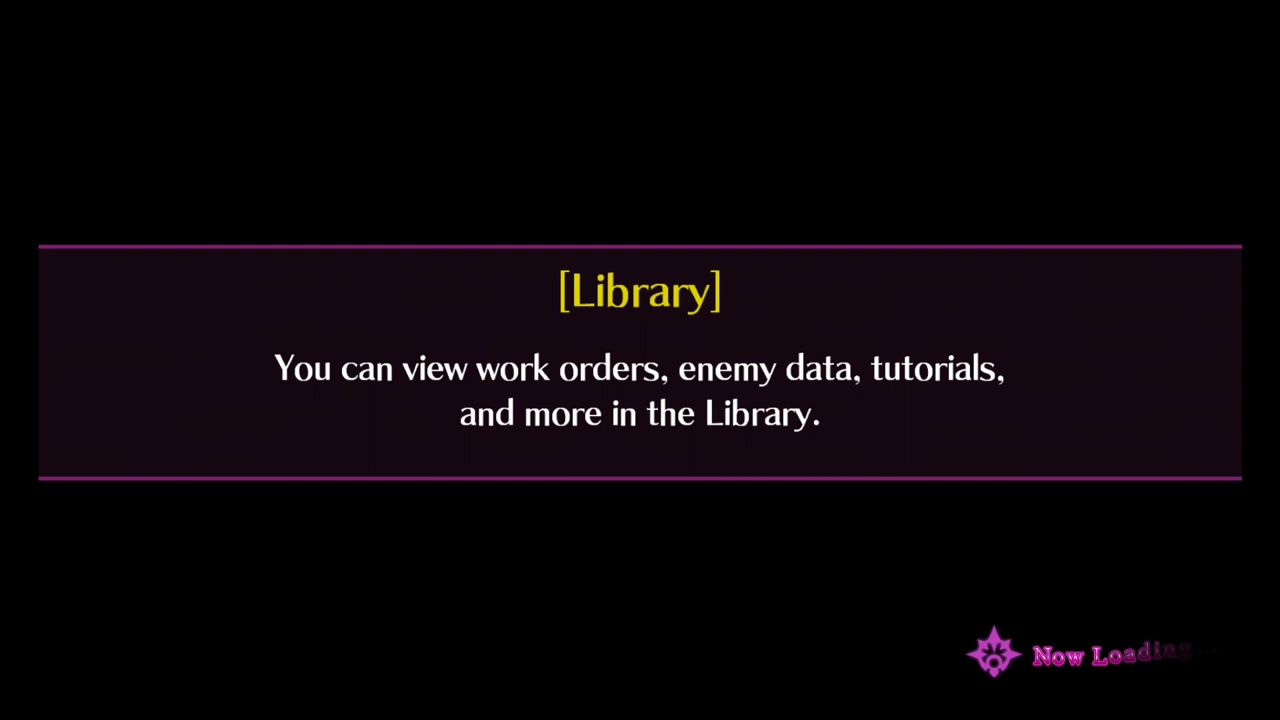 [Library]
You can view work orders, enemy data, tutorials,
and more in the Library.
Now Loading...